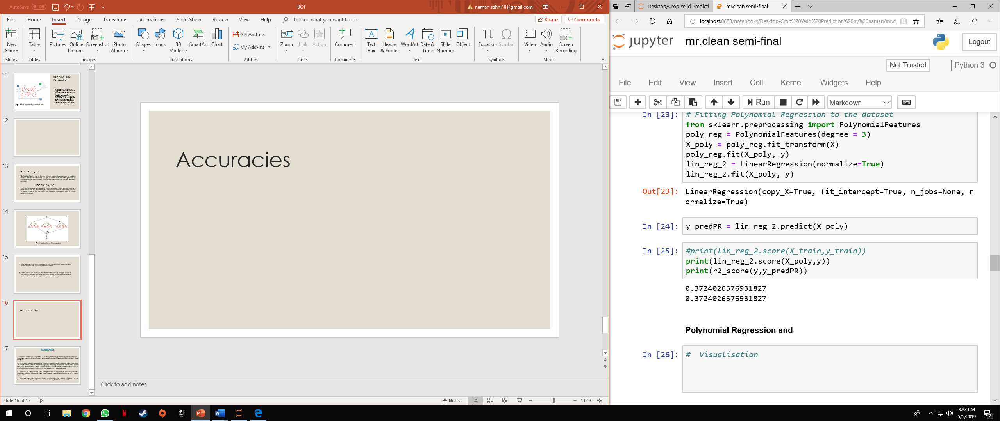 AutoSave Off
BOT
naman.sahni10@gmail.com
File Home Insert Design Transitions Animations Slide Show Review View Help Tell me what you want to do
Share Comments
New Slide
Table
Pictures
Online Pictures
Screenshot
Photo Album
Shapes
Icons
3D Models
SmartArt
Chart
Get Add-ins
My Add-ins
Zoom
Link
Action
Comment
Text Box
Header & Footer
WordArt
Date & Time
Slide Number
Object
Equation
Symbol
Video
Audio
Screen Recording
Slides Tables Images Illustrations Add-ins Links Comments Text Symbols Media
11
Decision Tree Regression
12
13
Random forest regression
14
15
16
Accuracies
17
REFERENCES
Accuracies
Click to add notes
Slide 16 of 17
Notes
112%
Desktop/Crop Yeild Predicti
mr.clean semi-final
localhost:8888/notebooks/Desktop/Crop%20Yeild%20Prediction%20by%20naman/mr.cl
jupyter
mr.clean semi-final
Logout
Not Trusted
Python 3
File Edit View Insert Cell Kernel Widgets Help
Run
Markdown
In [23]:
# Fitting Polynomial Regression to the dataset
from sklearn.preprocessing import PolynomialFeatures
poly_reg = PolynomialFeatures(degree = 3)
X_poly = poly_reg.fit_transform(X)
poly_reg.fit(X_poly, y)
lin_reg_2 = LinearRegression(normalize=True)
lin_reg_2.fit(X_poly, y)
Out[23]:
LinearRegression(copy_X=True, fit_intercept=True, n_jobs=None, n
ormalize=True)
In [24]:
y_predPR = lin_reg_2.predict(X_poly)
In [25]:
#print(lin_reg_2.score(X_train,y_train))
print(lin_reg_2.score(X_poly,y))
print(r2_score(y,y_predPR))
0.3724026576931827
0.3724026576931827
Polynomial Regression end
In [26]:
# Visualisation
EPIC GAMES
8:33 PM
5/5/2019
2